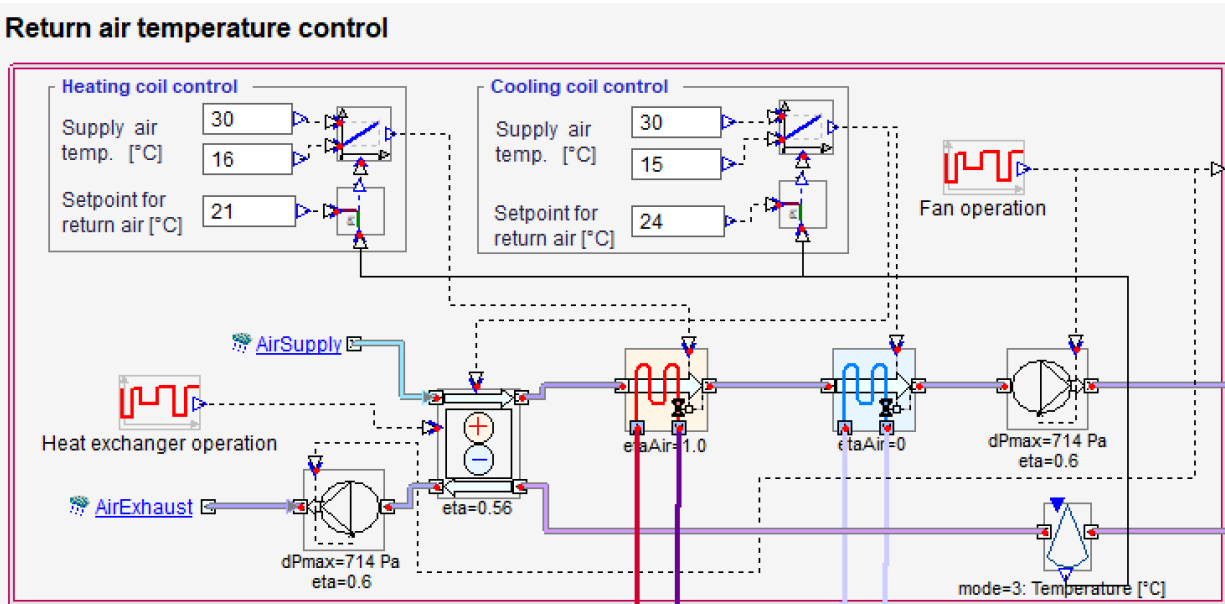 Return air temperature control
Heating coil control
Supply air
temp. [°C]
30
16
Setpoint for
return air [°C]
21
Cooling coil control
Supply air
temp. [°C]
30
15
Setpoint for
return air [°C]
24
Fan operation
AirSupply
Heat exchanger operation
etaAir=1.0
etaAir=0
dPmax=714 Pa
eta=0.6
AirExhaust
eta=0.56
dPmax=714 Pa
eta=0.6
mode=3: Temperature [°C]